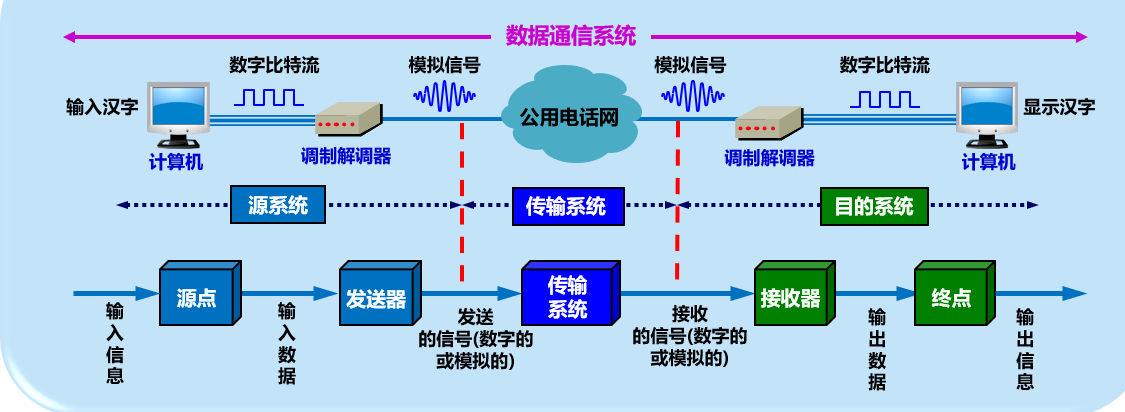 数据通信系统
数字比特流
模拟信号
模拟信号
数字比特流
输入汉字
公用电话网
显示汉字
计算机
调制解调器
调制解调器
计算机
源系统
传输系统
目的系统
源点
发送器
传输
系统
接收器
终点
输入信息
输入数据
发送
的信号(数字的
或模拟的)
接收
的信号(数字的
或模拟的)
输出数据
输出信息